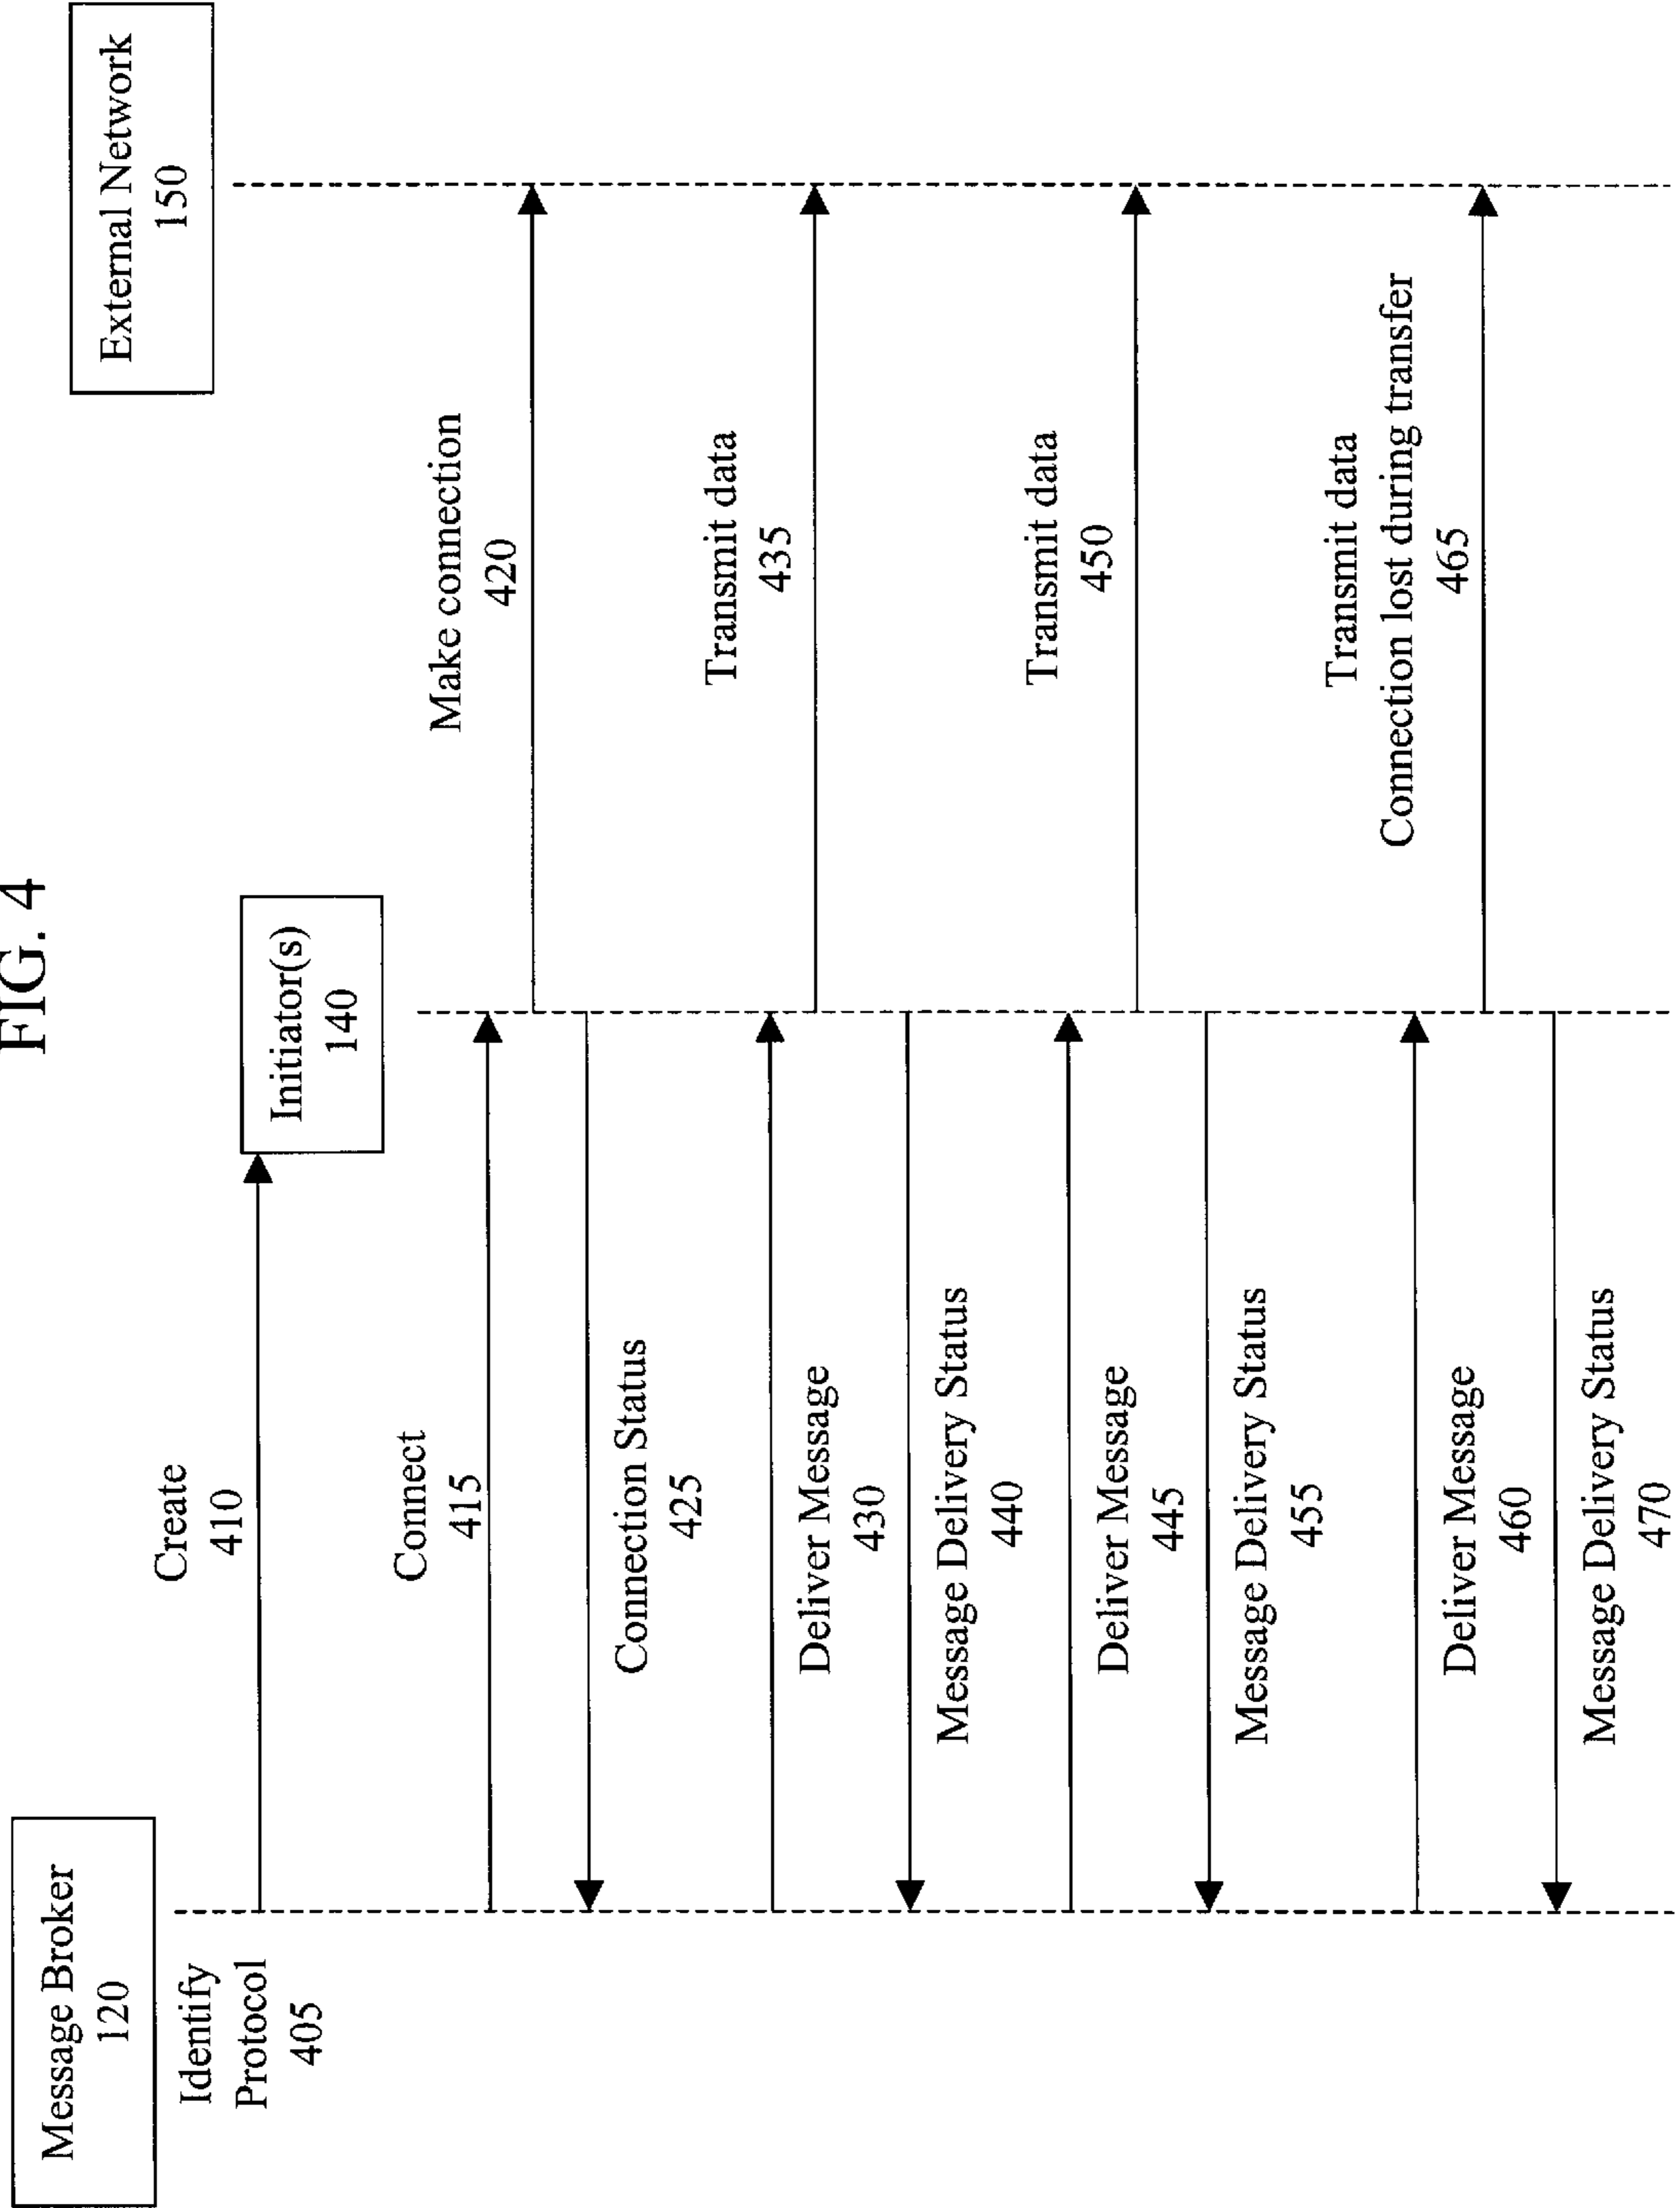 FIG. 4
Message Broker
120
External Network
150
Identify
Protocol
405
Create
410
Initiator(s)
140
Connect
415
Make connection
420
Connection Status
425
Deliver Message
430
Transmit data
435
Message Delivery Status
440
Deliver Message
445
Transmit data
450
Message Delivery Status
455
Deliver Message
460
Transmit data
Connection lost during transfer
465
Message Delivery Status
470